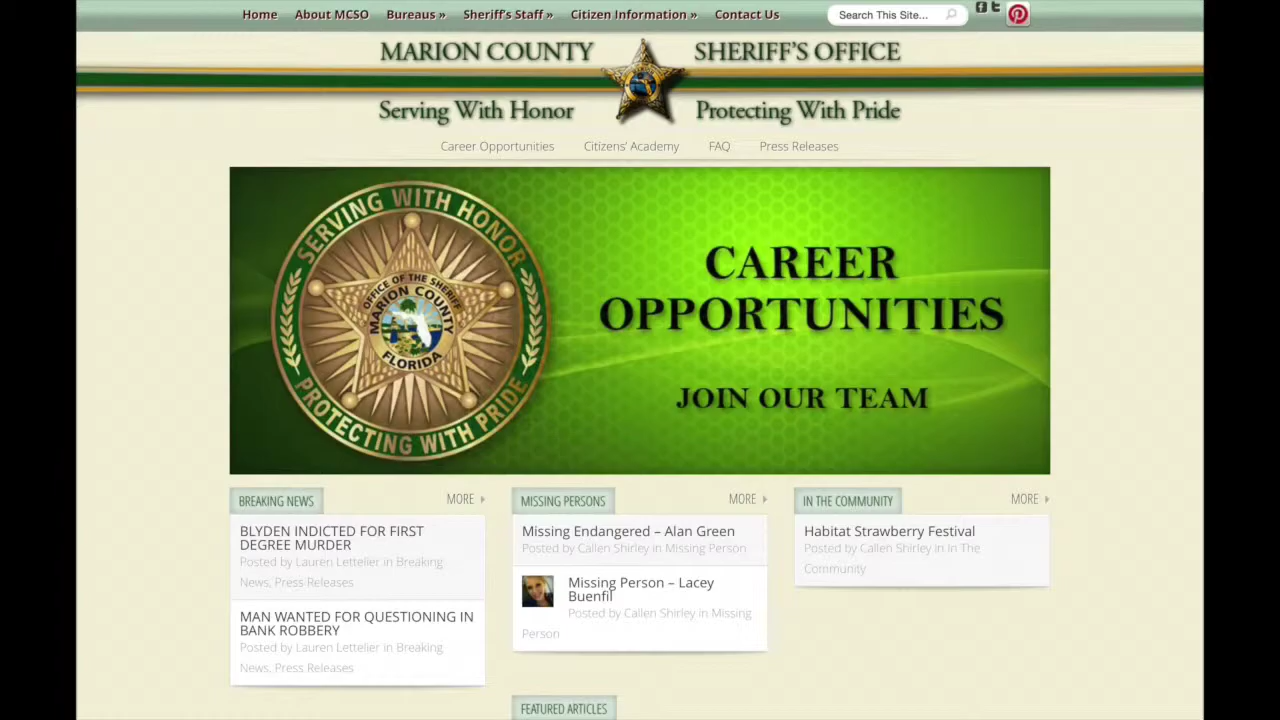 Home About MCSO Bureaus » Sheriff's Staff » Citizen Information » Contact Us Search This Site...
MARION COUNTY SHERIFF'S OFFICE
Serving With Honor Protecting With Pride
Career Opportunities Citizens' Academy FAQ Press Releases
SERVING WITH HONOR
OFFICE OF THE SHERIFF
MARION COUNTY
FLORIDA
PROTECTING WITH PRIDE
CAREER
OPPORTUNITIES
JOIN OUR TEAM
BREAKING NEWS MORE
BLYDEN INDICTED FOR FIRST
DEGREE MURDER
Posted by Lauren Lettelier in Breaking
News, Press Releases
MAN WANTED FOR QUESTIONING IN
BANK ROBBERY
Posted by Lauren Lettelier in Breaking
News, Press Releases
MISSING PERSONS MORE
Missing Endangered – Alan Green
Posted by Callen Shirley in Missing Person
Missing Person – Lacey
Buenfil
Posted by Callen Shirley in Missing
Person
IN THE COMMUNITY MORE
Habitat Strawberry Festival
Posted by Callen Shirley in In The
Community
FEATURED ARTICLES